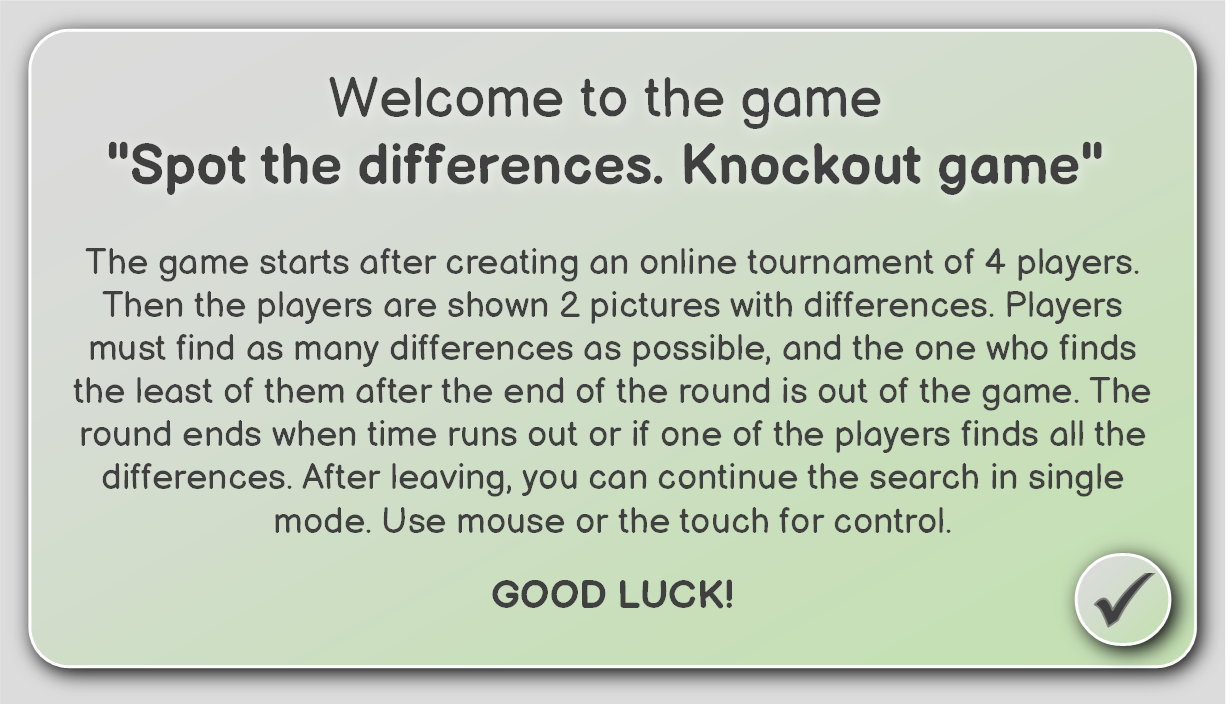 Welcome to the game
"Spot the differences. Knockout game"
The game starts after creating an online tournament of 4 players.
Then the players are shown 2 pictures with differences. Players
must find as many differences as possible, and the one who finds
the least of them after the end of the round is out of the game. The
round ends when time runs out or if one of the players finds all the
differences. After leaving, you can continue the search in single
mode. Use mouse or the touch for control.
GOOD LUCK!